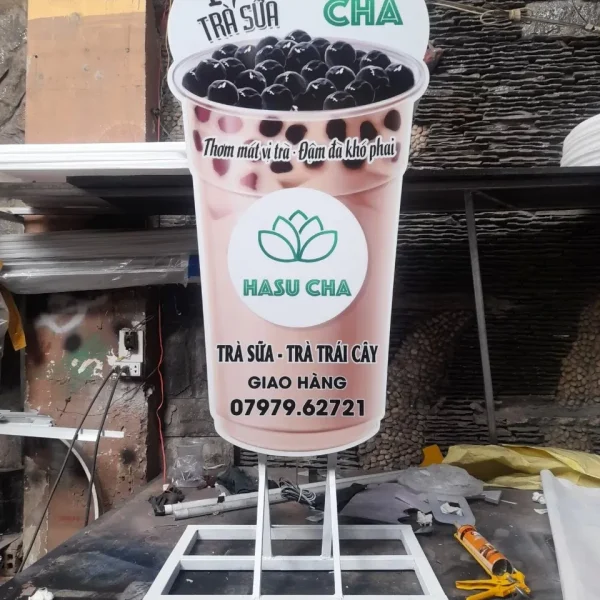 TRÀ SỮA
CHA
Thơm mát vị trà - Đậm đà khó phai
HASU CHA
TRÀ SỮA - TRÀ TRÁI CÂY
GIAO HÀNG
07979.62721